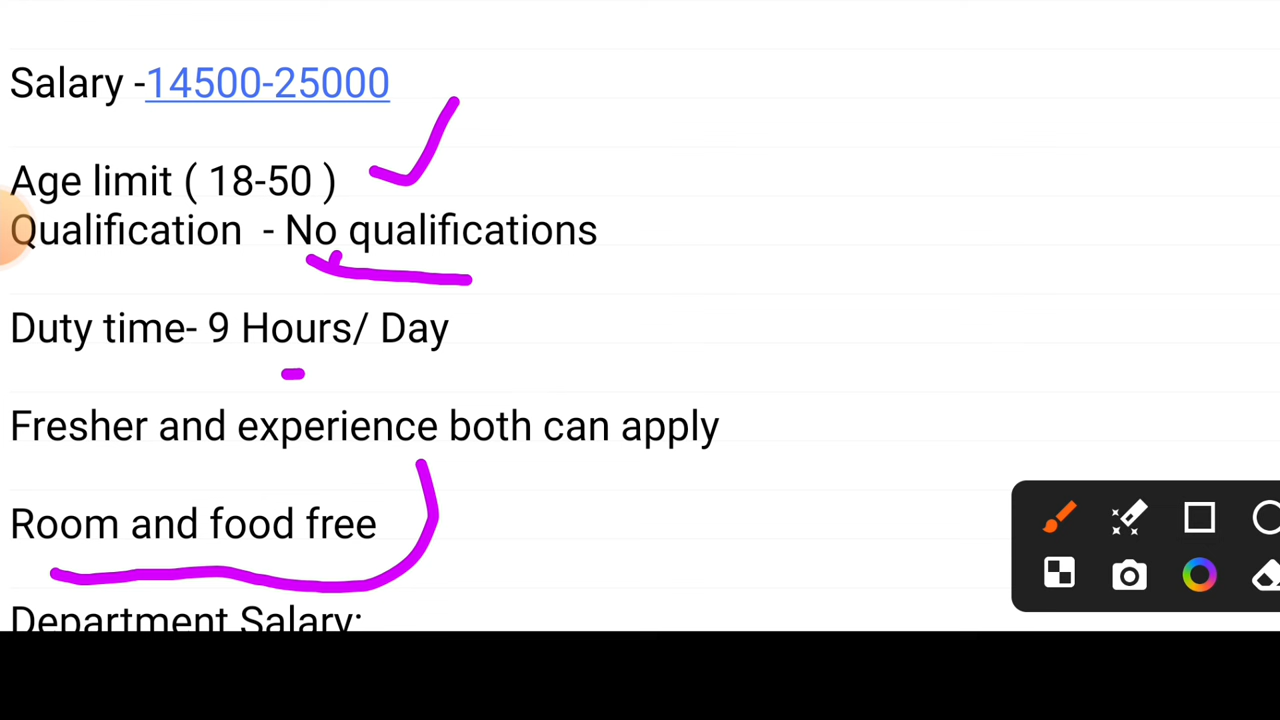 Salary -14500-25000
Age limit ( 18-50 )
Qualification  - No qualifications
Duty time- 9 Hours/ Day
Fresher and experience both can apply
Room and food free
Department Salary: